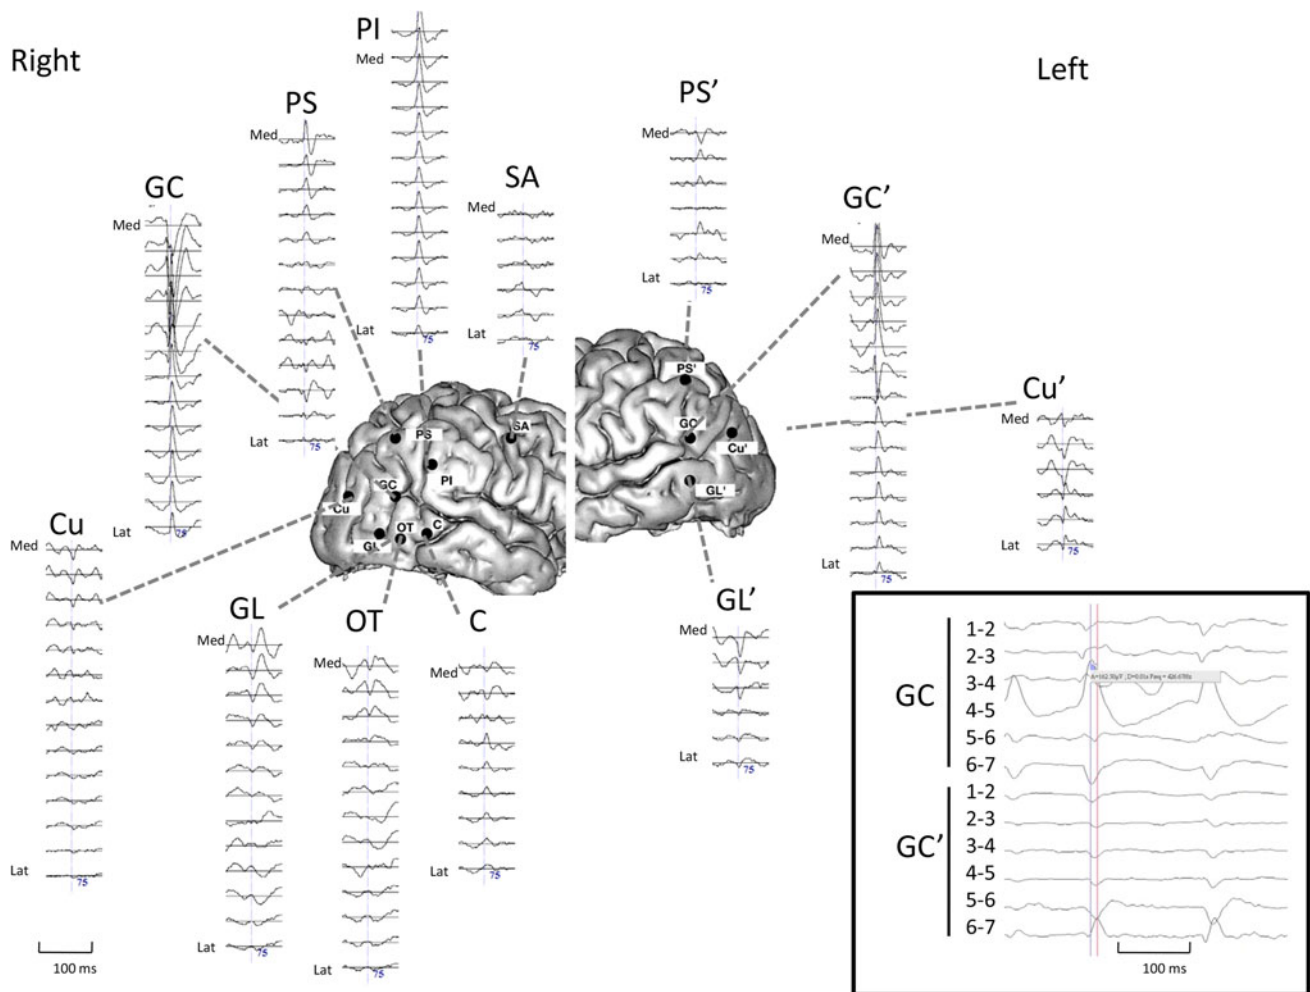 Right
Left
PI
Med
Lat
75
PS
Med
Lat
75
GC
Med
Lat
75
SA
Med
Lat
75
PS’
Med
Lat
75
GC’
Med
Lat
75
Cu’
Med
Lat
75
PS
SA
PI
GC
Cu
OT
C
GL
PS'
GC
Cu'
GL'
Cu
Med
Lat
75
GL
Med
Lat
75
OT
Med
Lat
75
C
Med
Lat
75
GL’
Med
Lat
75
100 ms
GC
1-2
2-3
3-4
4-5
5-6
6-7
GC’
1-2
2-3
3-4
4-5
5-6
6-7
100 ms